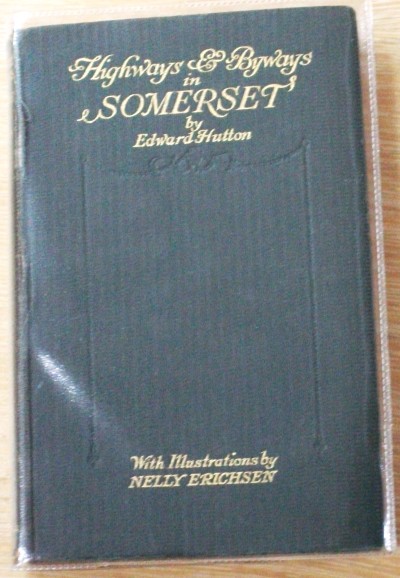 Highways & Byways
in
SOMERSET
by
Edward Hutton
With Illustrations by
NELLY ERICHSEN